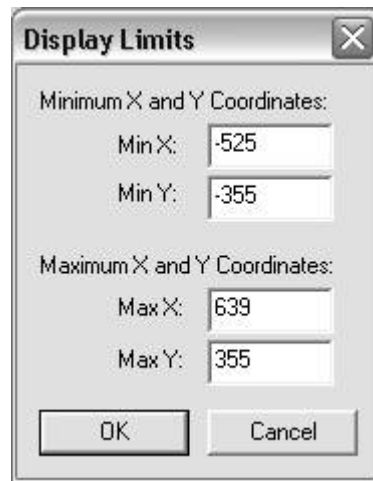 Display Limits
Minimum X and Y Coordinates:
Min X: -525
Min Y: -355
Maximum X and Y Coordinates:
Max X: 639
Max Y: 355
OK Cancel